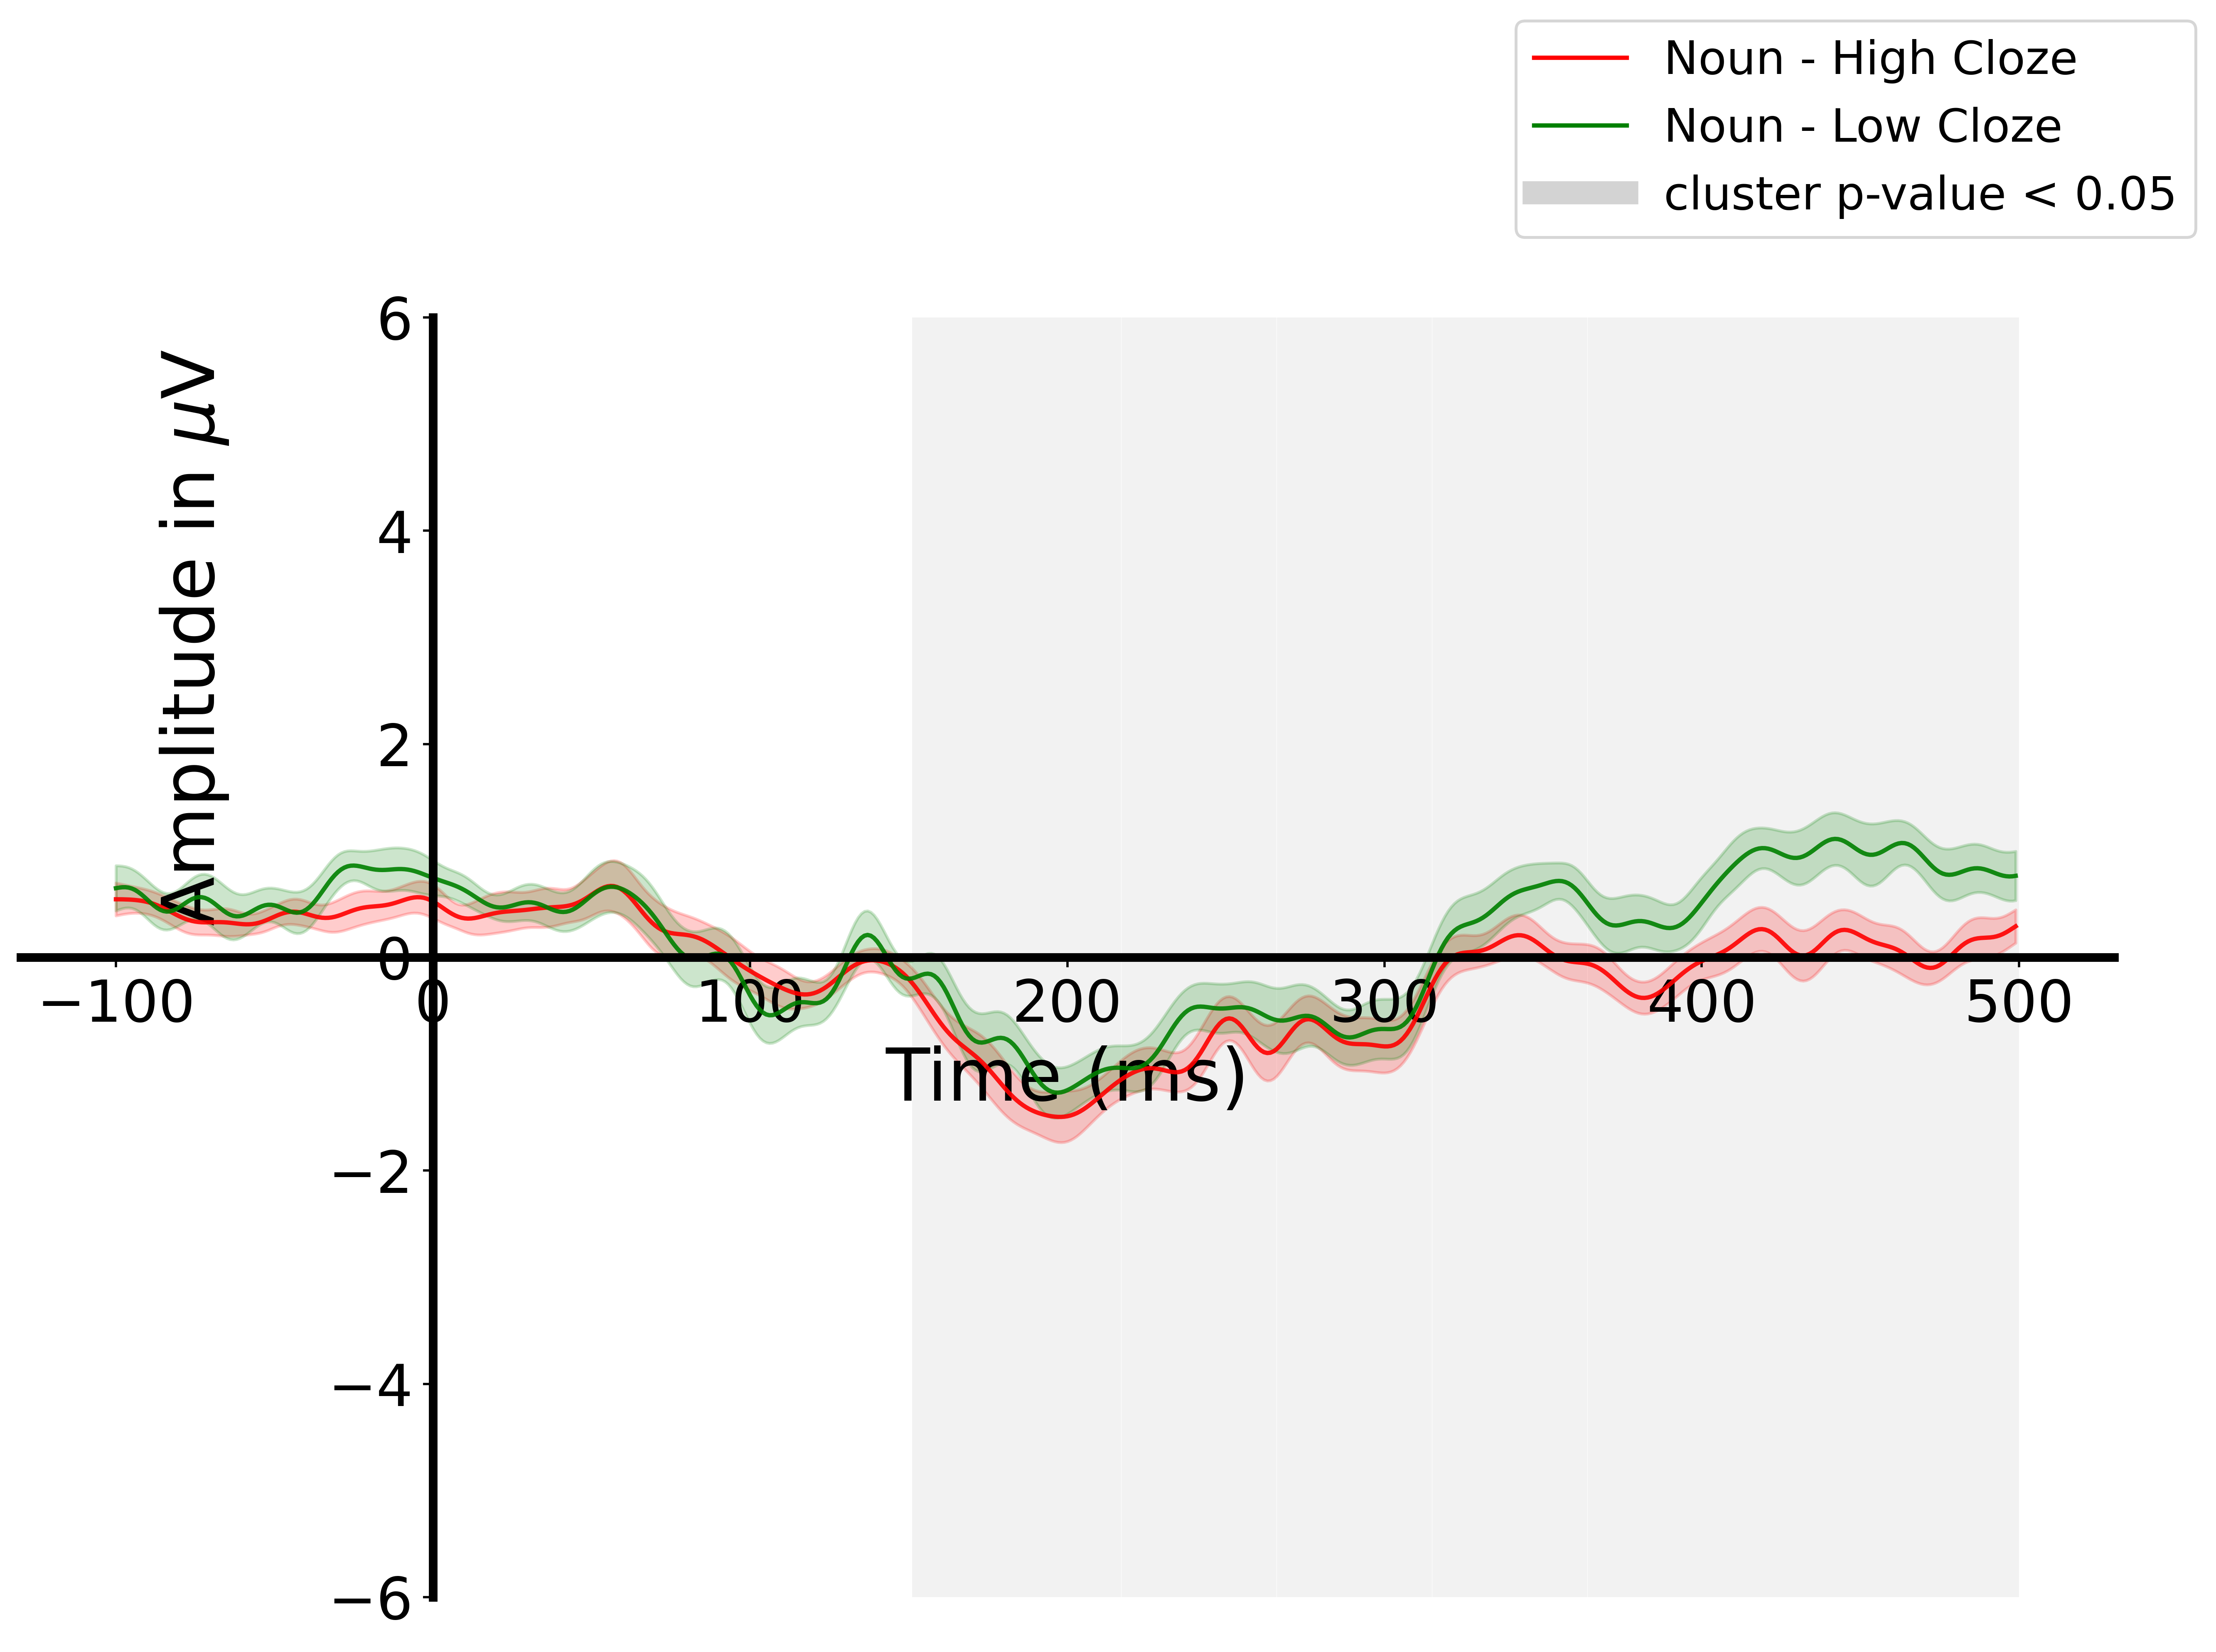 Noun - High Cloze
Noun - Low Cloze
cluster p-value < 0.05
Amplitude in μV
6
4
2
0
−2
−4
−6
−100 0 100 200 300 400 500
Time (ms)